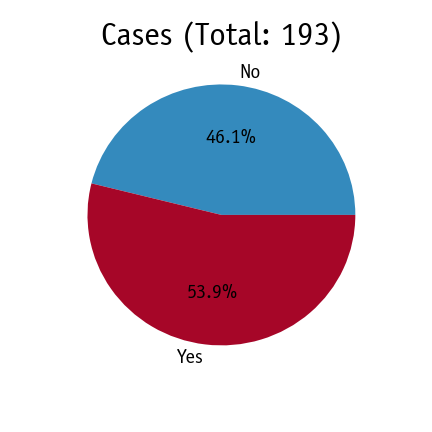 Cases (Total: 193)
No
46.1%
53.9%
Yes